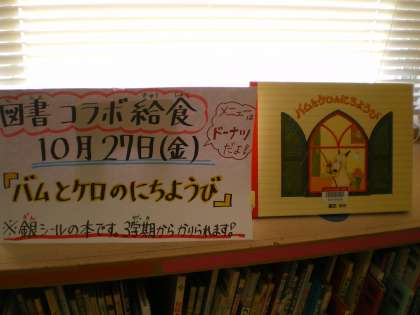 図書コラボ給食
10月27日(金)
メニューは
ドーナツ
だよ!
『バムとケロのにちようび』
※銀シールの本です。3学期からかりられます!
バムとケロのにちようび